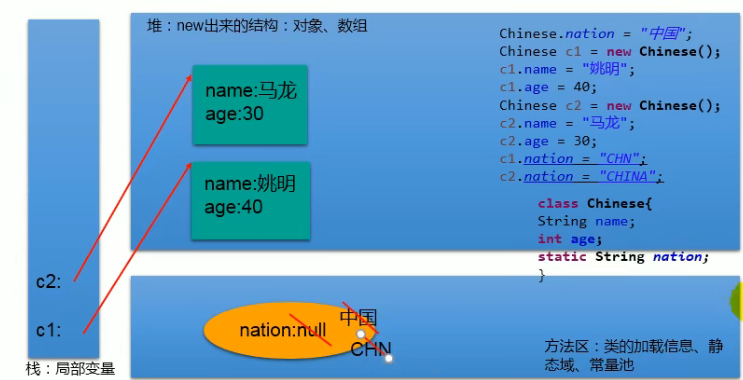 堆：new出来的结构：对象、数组
name:马龙
age:30
name:姚明
age:40
Chinese.nation = "中国";
Chinese c1 = new Chinese();
c1.name = "姚明";
c1.age = 40;
Chinese c2 = new Chinese();
c2.name = "马龙";
c2.age = 30;
c1.nation = "CHN";
c2.nation = "CHINA";
class Chinese{
String name;
int age;
static String nation;
}
c2:
c1:
栈：局部变量
nation:null
中国
CHN
方法区：类的加载信息、静
态域、常量池